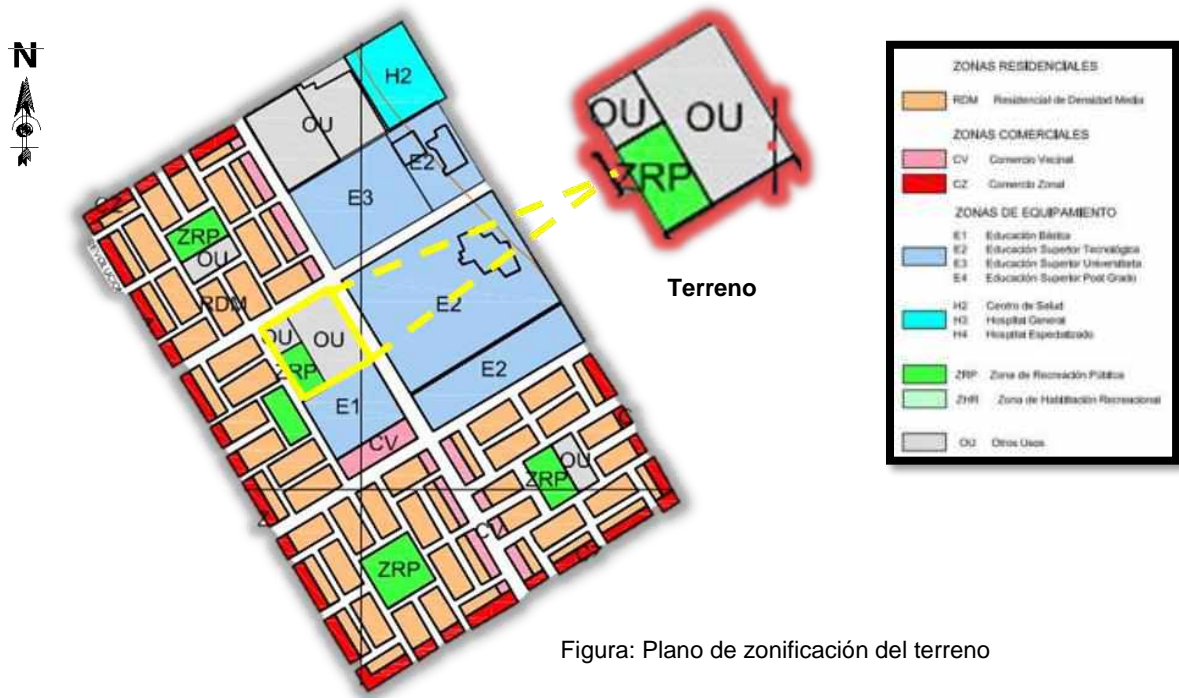 N
H2
OU
E2
E3
CZ
ZRP
OU
RDM
E2
OU
OU
ZRP
E1
E2
CV
ZRP
OU
CV
ZRP
OU
OU
ZRP
Terreno
ZONAS RESIDENCIALES
RDM Residencial de Densidad Media
ZONAS COMERCIALES
CV Comercio Vecinal
CZ Comercio Zonal
ZONAS DE EQUIPAMIENTO
E1 Educación Básica
E2 Educación Superior Tecnológica
E3 Educación Superior Universitaria
E4 Educación Superior Post Grado
H2 Centro de Salud
H3 Hospital General
H4 Hospital Especializado
ZRP Zona de Recreación Pública
ZHR Zona de Habilitación Recreacional
OU Otros Usos
Figura: Plano de zonificación del terreno